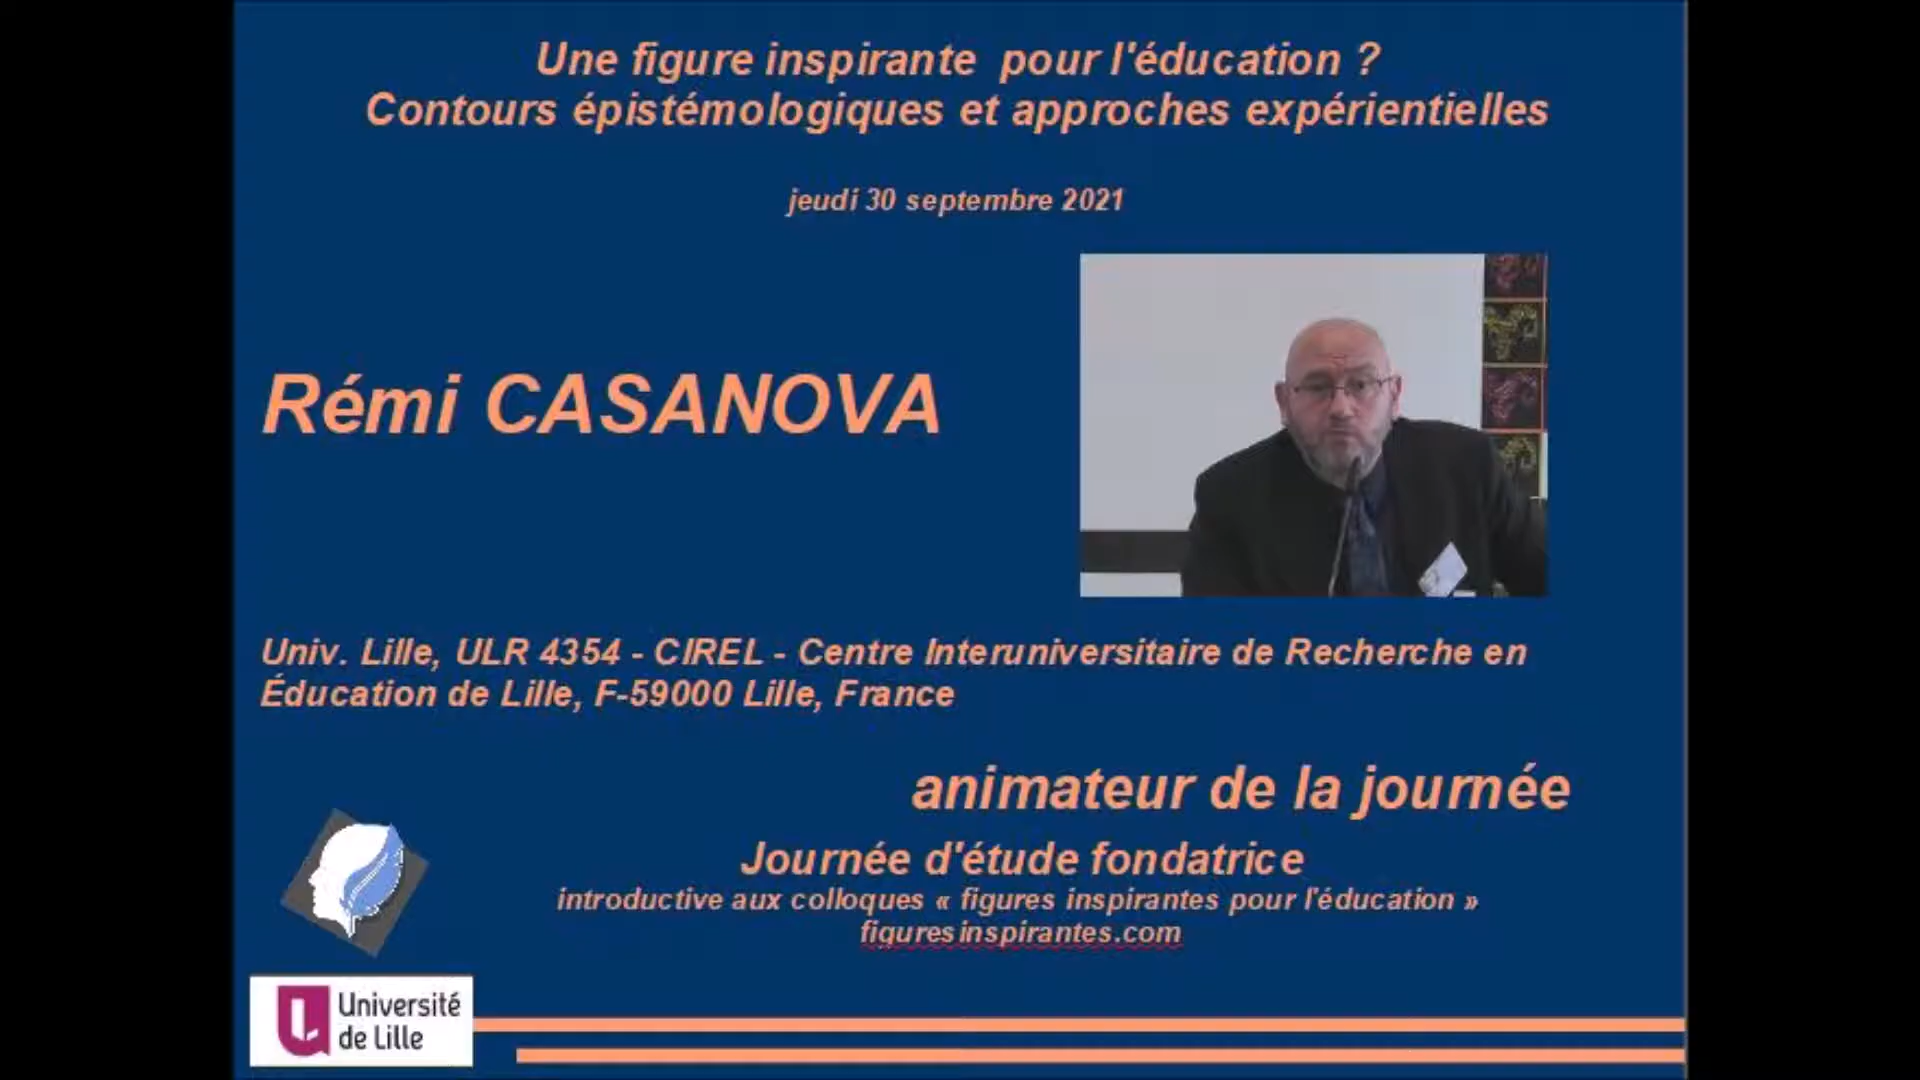 Une figure inspirante pour l'éducation ?
Contours épistémologiques et approches expérientielles
jeudi 30 septembre 2021
Rémi CASANOVA
Univ. Lille, ULR 4354 - CIREL - Centre Interuniversitaire de Recherche en
Éducation de Lille, F-59000 Lille, France
animateur de la journée
Journée d'étude fondatrice
introductive aux colloques « figures inspirantes pour l'éducation »
figuresinspirantes.com
Université
de Lille